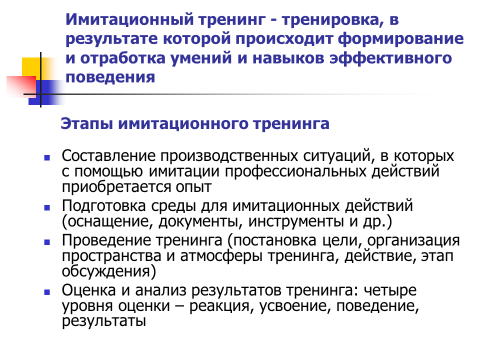 Имитационный тренинг - тренировка, в
результате которой происходит формирование
и отработка умений и навыков эффективного
поведения
Этапы имитационного тренинга
Составление производственных ситуаций, в которых
с помощью имитации профессиональных действий
приобретается опыт
Подготовка среды для имитационных действий
(оснащение, документы, инструменты и др.)
Проведение тренинга (постановка цели, организация
пространства и атмосферы тренинга, действие, этап
обсуждения)
Оценка и анализ результатов тренинга: четыре
уровня оценки – реакция, усвоение, поведение,
результаты